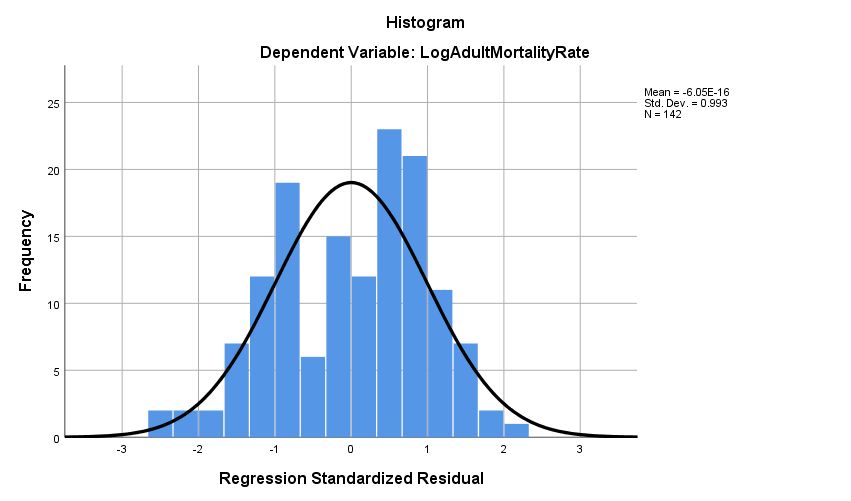 Histogram
Dependent Variable: LogAdultMortalityRate
Mean = -6.05E-16
Std. Dev. = 0.993
N = 142
Frequency
25
20
15
10
5
0
-3 -2 -1 0 1 2 3
Regression Standardized Residual